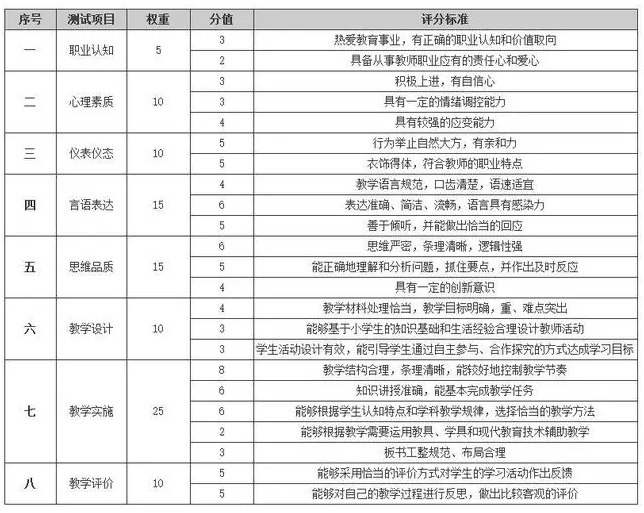 序号 测试项目 权重 分值 评分标准
一 职业认知 5 3 热爱教育事业，有正确的职业认知和价值取向
2 具备从事教师职业应有的责任心和爱心
二 心理素质 10 3 积极上进，有自信心
3 具有一定的情绪调控能力
4 具有较强的应变能力
三 仪表仪态 10 5 行为举止自然大方，有亲和力
5 衣饰得体，符合教师的职业特点
四 言语表达 15 4 教学语言规范，口齿清楚，语速适宜
6 表达准确、简洁、流畅，语言具有感染力
5 善于倾听，并能做出恰当的回应
五 思维品质 15 6 思维严密，条理清晰，逻辑性强
5 能正确地理解和分析问题，抓住要点，并作出及时反应
4 具有一定的创新意识
六 教学设计 10 4 教学材料处理恰当，教学目标明确，重、难点突出
3 能够基于小学生的知识基础和生活经验合理设计教师活动
3 学生活动设计有效，能引导学生通过自主参与、合作探究的方式达成学习目标
七 教学实施 25 8 教学结构合理，条理清晰，能较好地控制教学节奏
6 知识讲授准确，能基本完成教学任务
6 能够根据学生认知特点和学科教学规律，选择恰当的教学方法
2 能够根据教学需要运用教具、学具和现代教育技术辅助教学
3 板书工整规范、布局合理
八 教学评价 10 5 能够采用恰当的评价方式对学生的学习活动作出反馈
5 能够对自己的教学过程进行反思，做出比较客观的评价